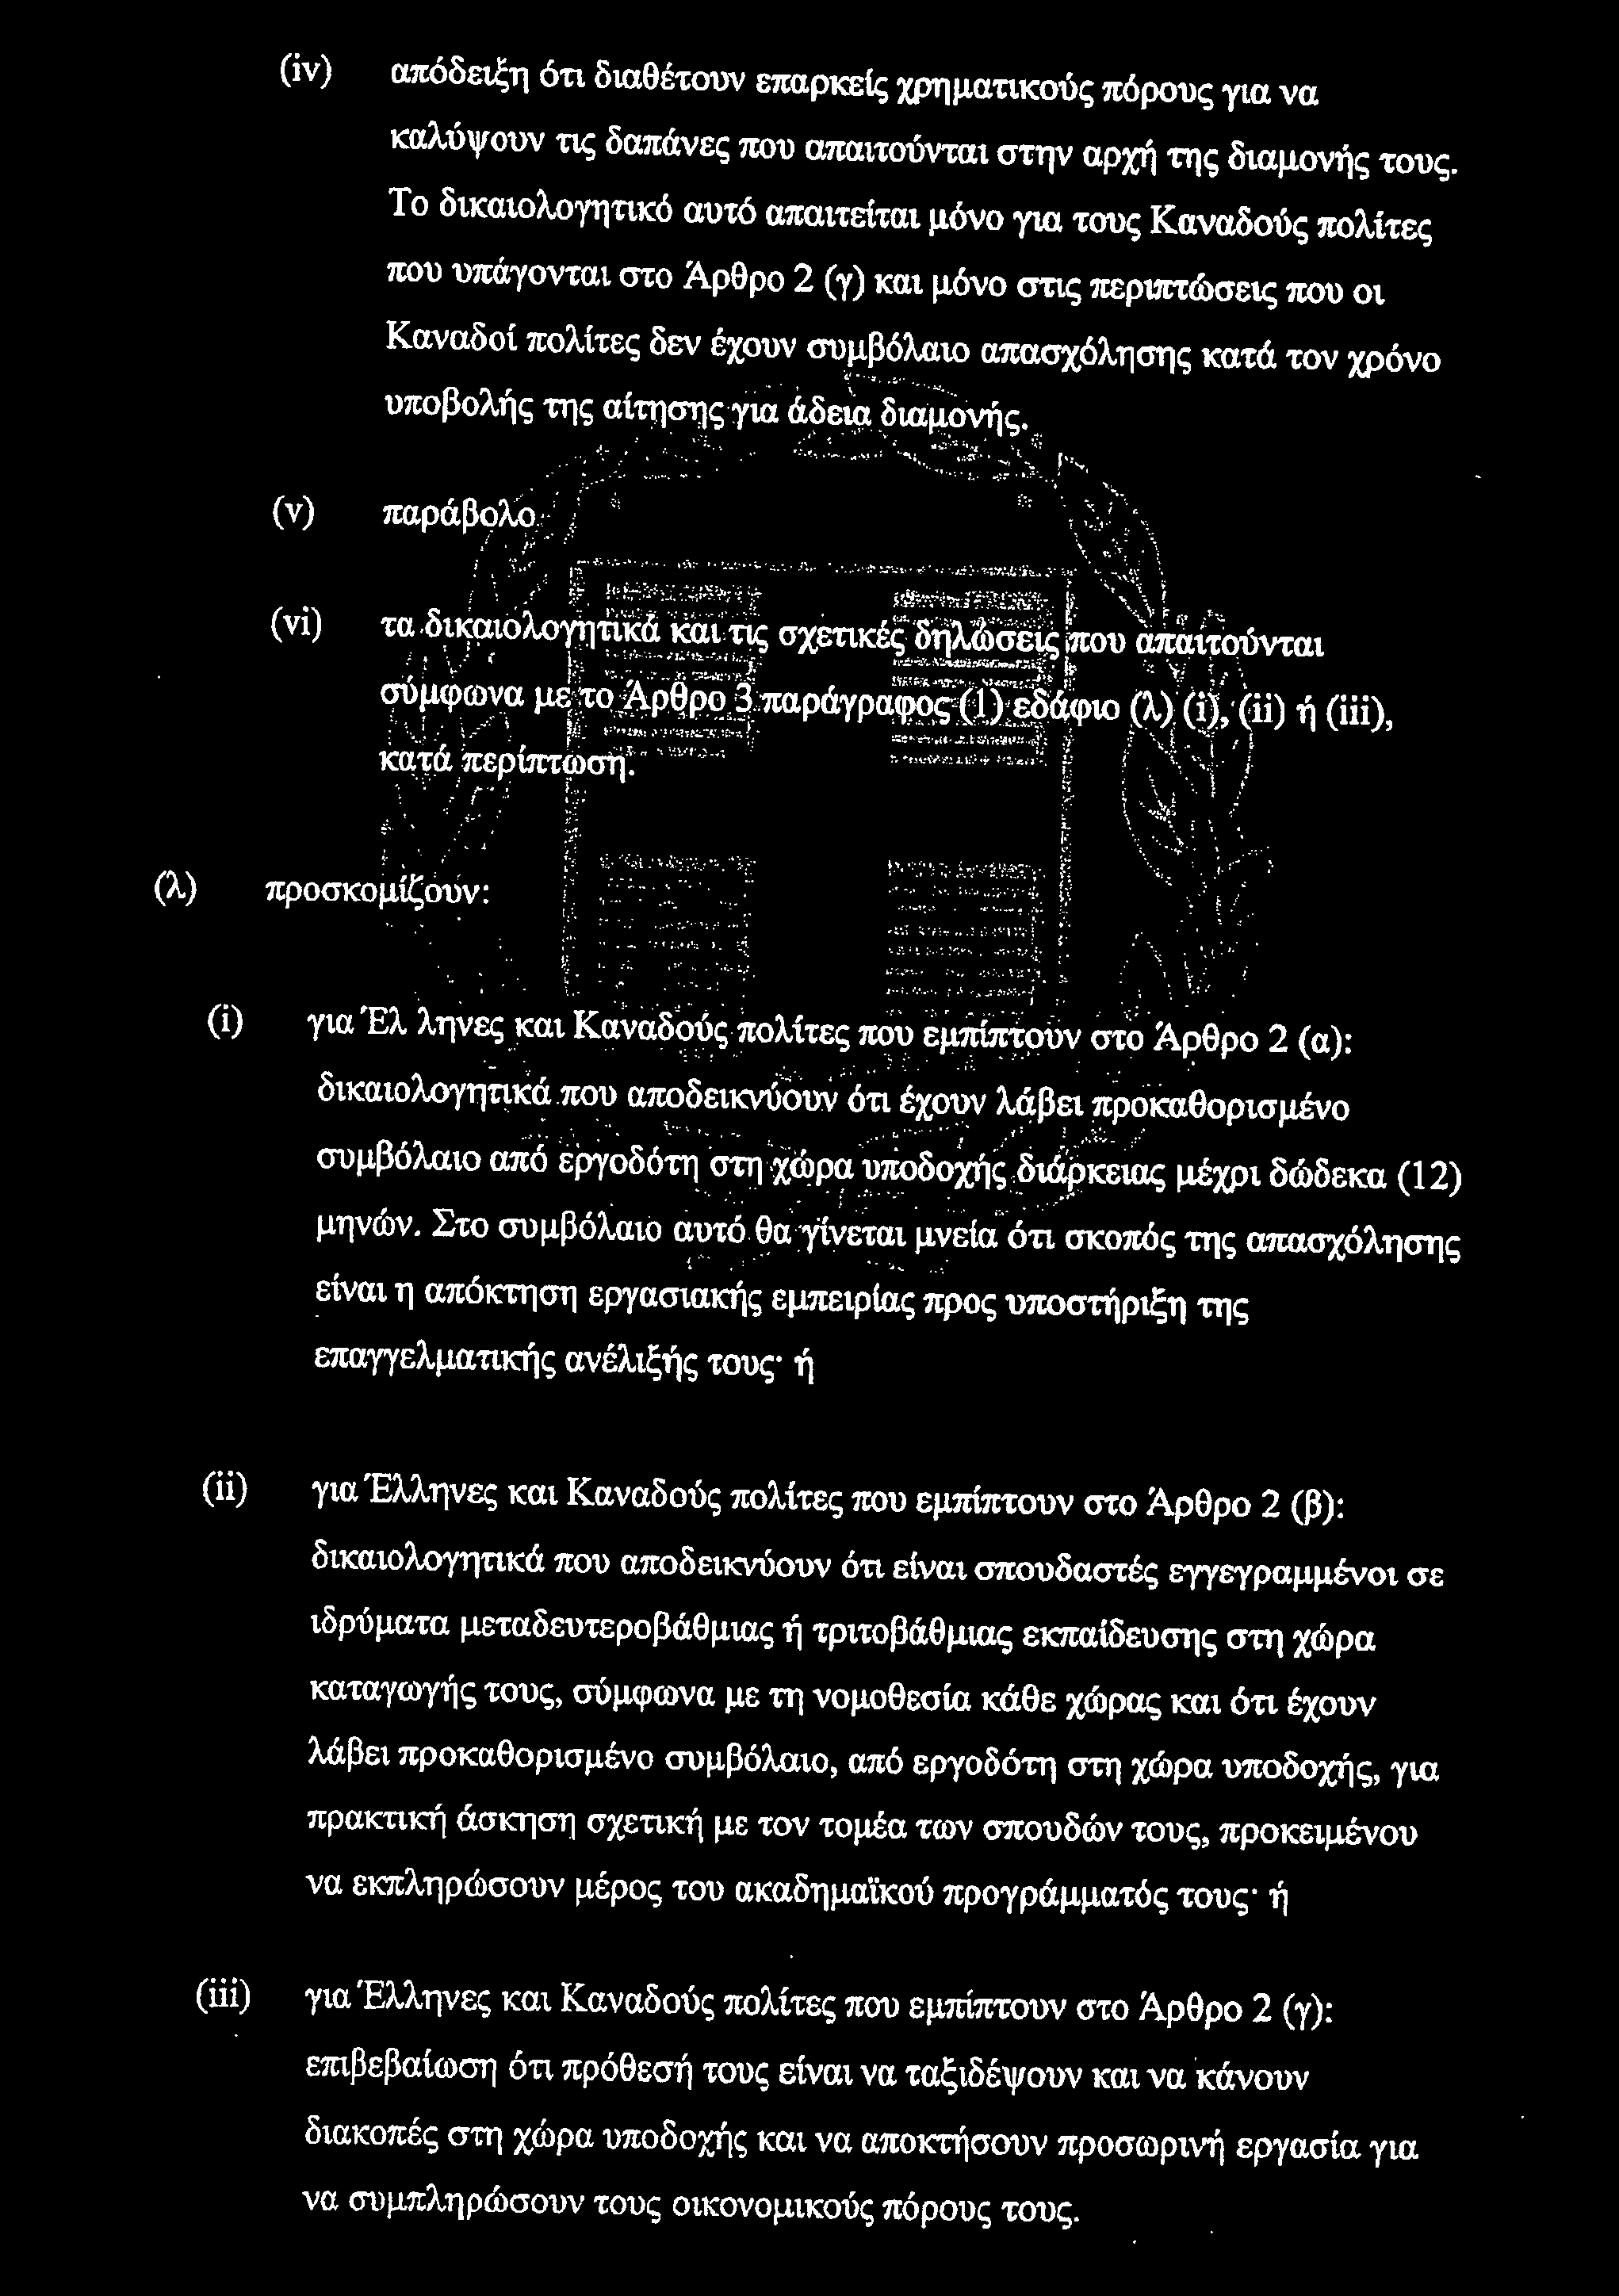 (iv) απόδειξη ότι διαθέτουν επαρκείς χρηματικούς πόρους για να
καλύψουν τις δαπάνες που απαιτούνται στην αρχή της διαμονής τους.
Το δικαιολογητικό αυτό απαιτείται μόνο για τους Καναδούς πολίτες
που υπάγονται στο Άρθρο 2 (γ) και μόνο στις περιπτώσεις που οι
Καναδοί πολίτες δεν έχουν συμβόλαιο απασχόλησης κατά τον χρόνο
υποβολής της αίτησης για άδεια διαμονής.
(v) παράβολο
(vi) τα δικαιολογητικά και τις σχετικές δηλώσεις που απαιτούνται
σύμφωνα με το Άρθρο 3 παράγραφος (1) εδάφιο (λ) (i), (ii) ή (iii),
κατά περίπτωση.
(λ) προσκομίζουν:
(i) για Έλ ληνες και Καναδούς πολίτες που εμπίπτουν στο Άρθρο 2 (α):
δικαιολογητικά που αποδεικνύουν ότι έχουν λάβει προκαθορισμένο
συμβόλαιο από εργοδότη στη χώρα υποδοχής διάρκειας μέχρι δώδεκα (12)
μηνών. Στο συμβόλαιο αυτό θα γίνεται μνεία ότι σκοπός της απασχόλησης
είναι η απόκτηση εργασιακής εμπειρίας προς υποστήριξη της
επαγγελματικής ανέλιξής τους· ή
(ii) για Έλληνες και Καναδούς πολίτες που εμπίπτουν στο Άρθρο 2 (β):
δικαιολογητικά που αποδεικνύουν ότι είναι σπουδαστές εγγεγραμμένοι σε
ιδρύματα μεταδευτεροβάθμιας ή τριτοβάθμιας εκπαίδευσης στη χώρα
καταγωγής τους, σύμφωνα με τη νομοθεσία κάθε χώρας και ότι έχουν
λάβει προκαθορισμένο συμβόλαιο, από εργοδότη στη χώρα υποδοχής, για
πρακτική άσκηση σχετική με τον τομέα των σπουδών τους, προκειμένου
να εκπληρώσουν μέρος του ακαδημαϊκού προγράμματός τους· ή
(iii) για Έλληνες και Καναδούς πολίτες που εμπίπτουν στο Άρθρο 2 (γ):
επιβεβαίωση ότι πρόθεσή τους είναι να ταξιδέψουν και να κάνουν
διακοπές στη χώρα υποδοχής και να αποκτήσουν προσωρινή εργασία για
να συμπληρώσουν τους οικονομικούς πόρους τους.